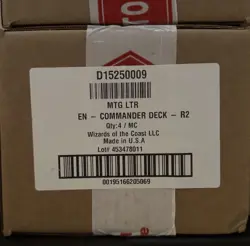 D15250009
MTG LTR
EN - COMMANDER DECK - R2
Qty:4 / MC
Wizards of the Coast LLC
Made in U.S.A
Lot# 453478011
00195166205069